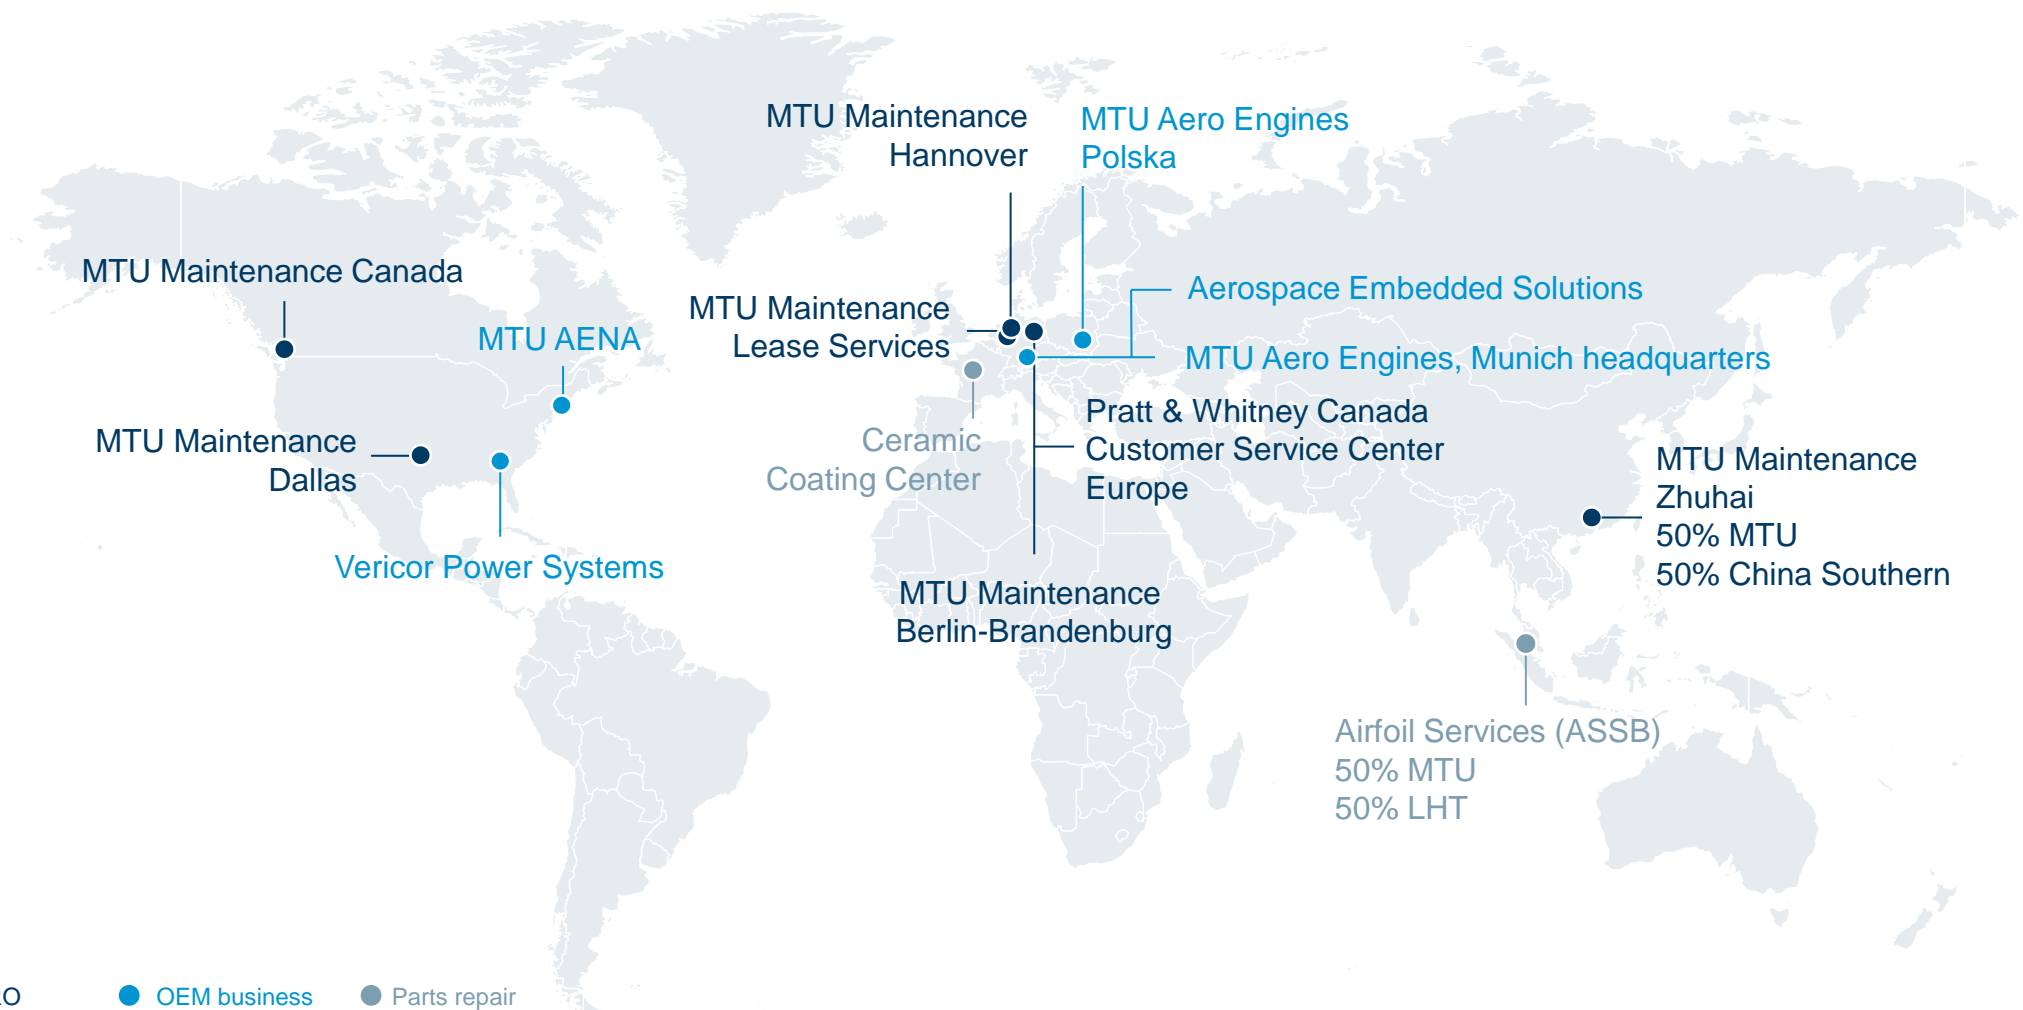 MTU Maintenance
Hannover
MTU Aero Engines
Polska
MTU Maintenance Canada
MTU AENA
MTU Maintenance
Lease Services
Aerospace Embedded Solutions
MTU Aero Engines, Munich headquarters
MTU Maintenance
Dallas
Ceramic
Coating Center
Pratt & Whitney Canada
Customer Service Center
Europe
MTU Maintenance
Zhuhai
50% MTU
50% China Southern
Vericor Power Systems
MTU Maintenance
Berlin-Brandenburg
Airfoil Services (ASSB)
50% MTU
50% LHT
OEM business
Parts repair